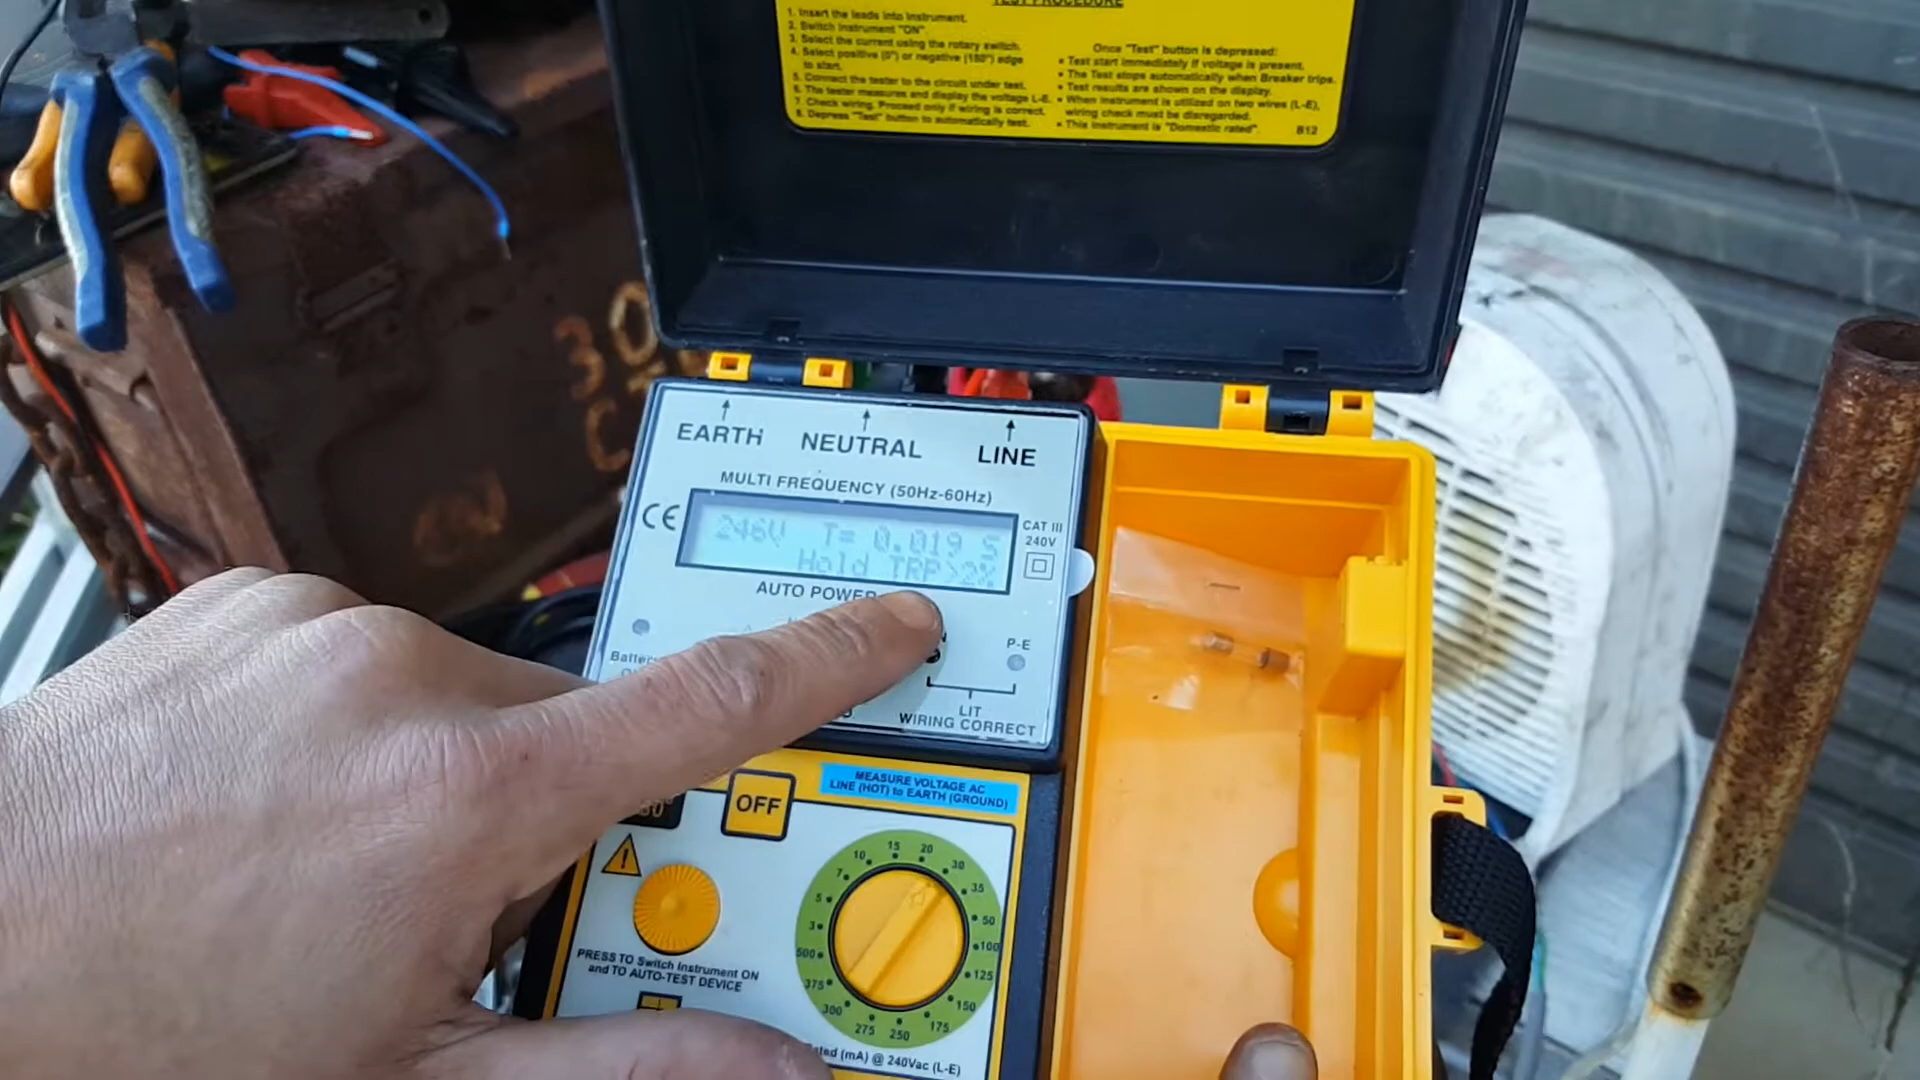 TEST PROCEDURE
1. Insert the leads into instrument.
2. Switch instrument "ON".
3. Select the current using the rotary switch.
4. Select positive (0°) or negative (180°) edge
to start.
5. Connect the tester to the circuit under test.
6. The tester measures and display the voltage L-E.
7. Check wiring. Proceed only if wiring is correct.
8. Depress "Test" button to automatically test.
Once "Test" button is depressed:
• Test start immediately if voltage is present.
• The Test stops automatically when Breaker trips.
• Test results are shown on the display.
• When instrument is utilized on two wires (L-E),
wiring check must be disregarded.
• This instrument is "Domestic rated".
B12
30
EARTH
NEUTRAL
LINE
MULTI FREQUENCY (50Hz-60Hz)
CE
CAT III
240V
246V T= 0.019 S
Hold TRP>2%
AUTO POWER
P-E
LIT
WIRING CORRECT
OFF
MEASURE VOLTAGE AC
LINE (HOT) to EARTH (GROUND)
PRESS TO Switch Instrument ON
and TO AUTO-TEST DEVICE
3
5
7
10
15
20
30
35
50
100
125
150
175
250
275
300
375
500
(mA) @ 240Vac (L-E)